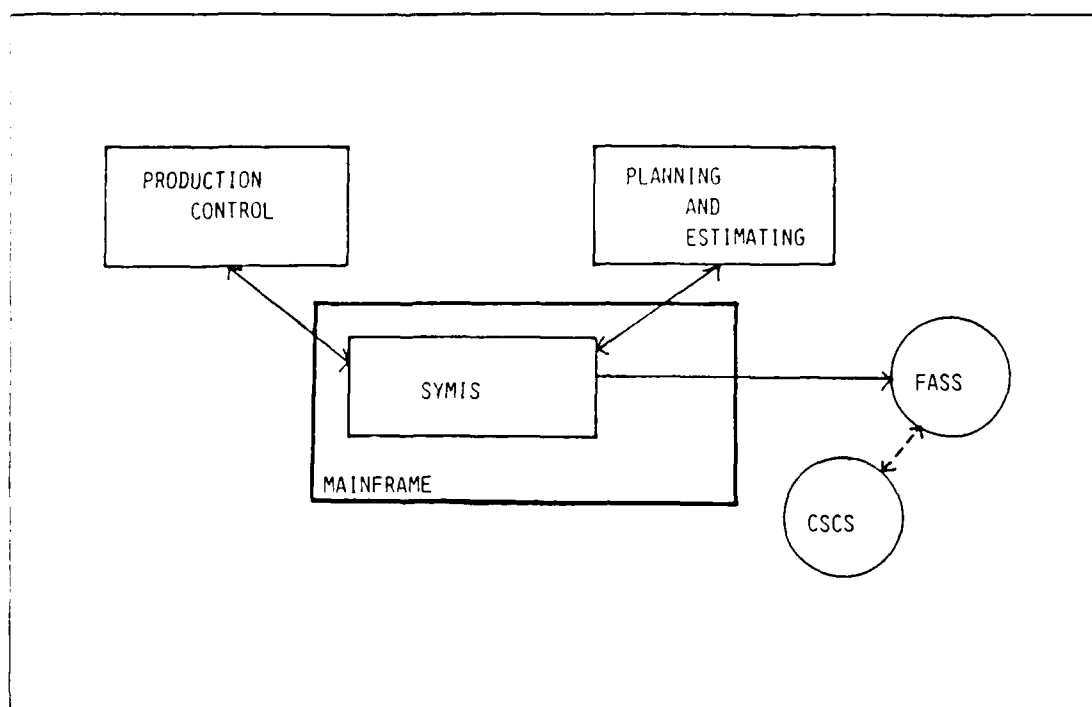 PRODUCTION
CONTROL
PLANNING
AND
ESTIMATING
SYMIS
MAINFRAME
FASS
CSCS